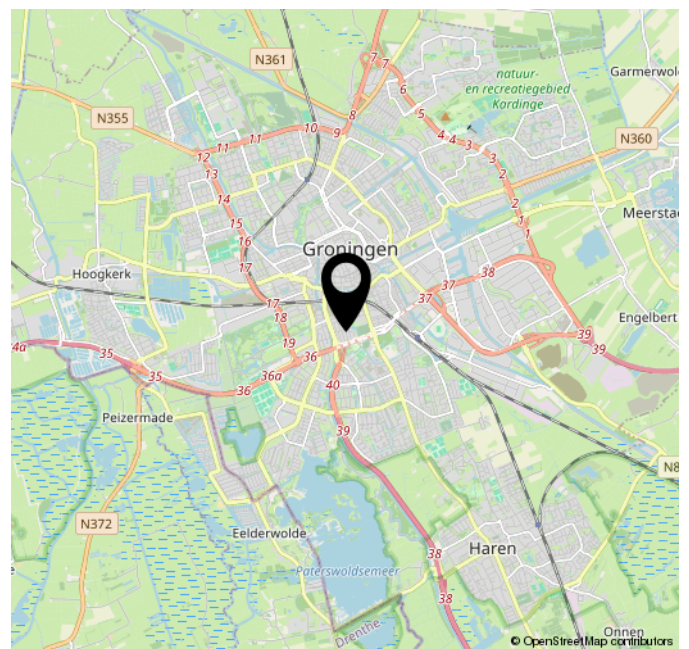 N361
7
7
natuur-
en recreatiegebied
Kardinge
Garmerwol
6
8
5
N355
11
11
10
9
4
4
3
3
N360
12
13
2
14
2
Meersta
15
1
1
16
Groningen
17
38
Hoogkerk
37
37
17
18
Engelbert
4a
35
19
36
39
39
35
36a
36
40
Peizermade
39
N8
N372
Eelderwolde
38
Haren
Paterswoldsemeer
38
Drenthe
Onnen
© OpenStreetMap contributors